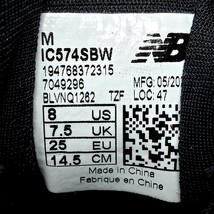 M
IC574SBW
194768372315
7049296
BLVNQ1262 TZF
MFG: 05/20
LOC: 47
8 US
7.5 UK
25 EU
14.5 CM
Made in China
Fabriqué en China